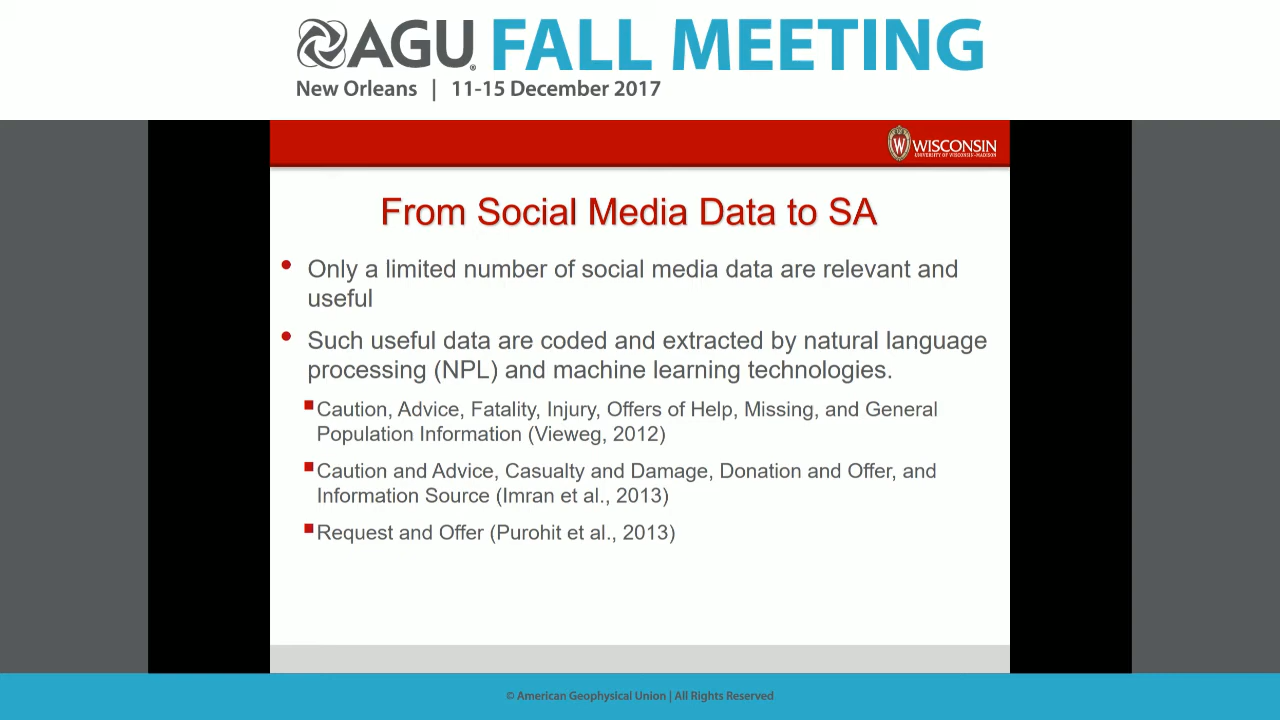 AGU FALL MEETING
New Orleans | 11-15 December 2017
WISCONSIN
UNIVERSITY OF WISCONSIN-MADISON
From Social Media Data to SA
• Only a limited number of social media data are relevant and
useful
• Such useful data are coded and extracted by natural language
processing (NPL) and machine learning technologies.
▪Caution, Advice, Fatality, Injury, Offers of Help, Missing, and General
Population Information (Vieweg, 2012)
▪Caution and Advice, Casualty and Damage, Donation and Offer, and
Information Source (Imran et al., 2013)
▪Request and Offer (Purohit et al., 2013)
© American Geophysical Union | All Rights Reserved